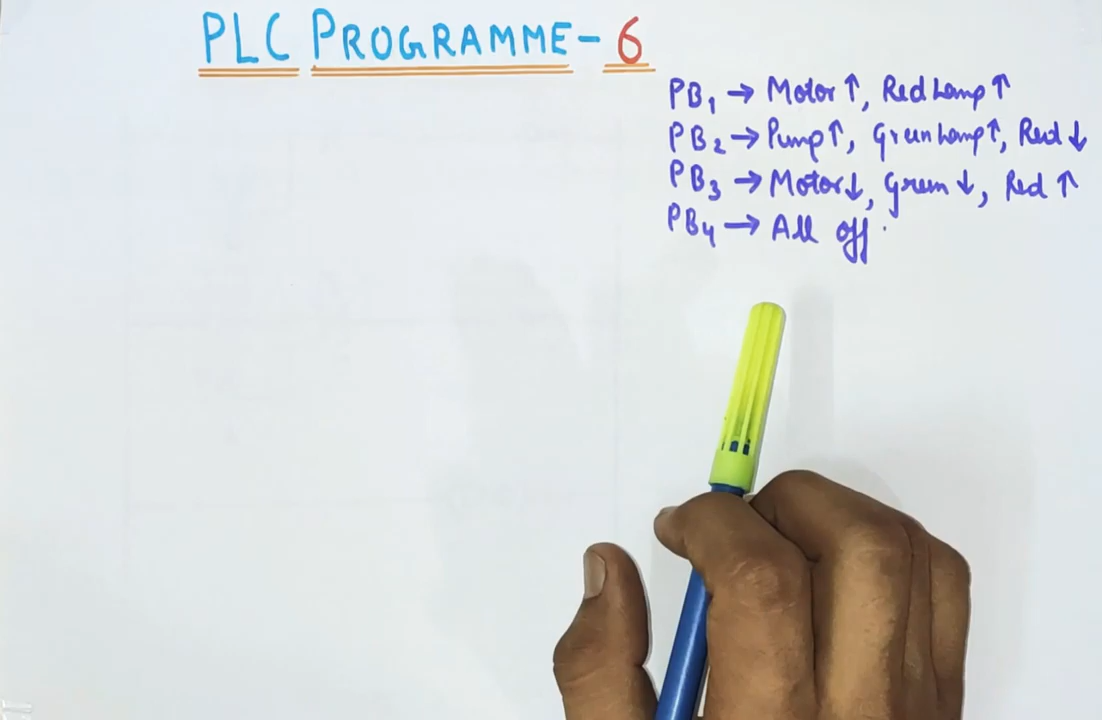 PLC PROGRAMME-6
PB1 → Motor↑, Red Lamp↑
PB2 → Pump↑, Green Lamp↑, Red↓
PB3 → Motor↓, Green↓, Red↑
PB4 → All off.